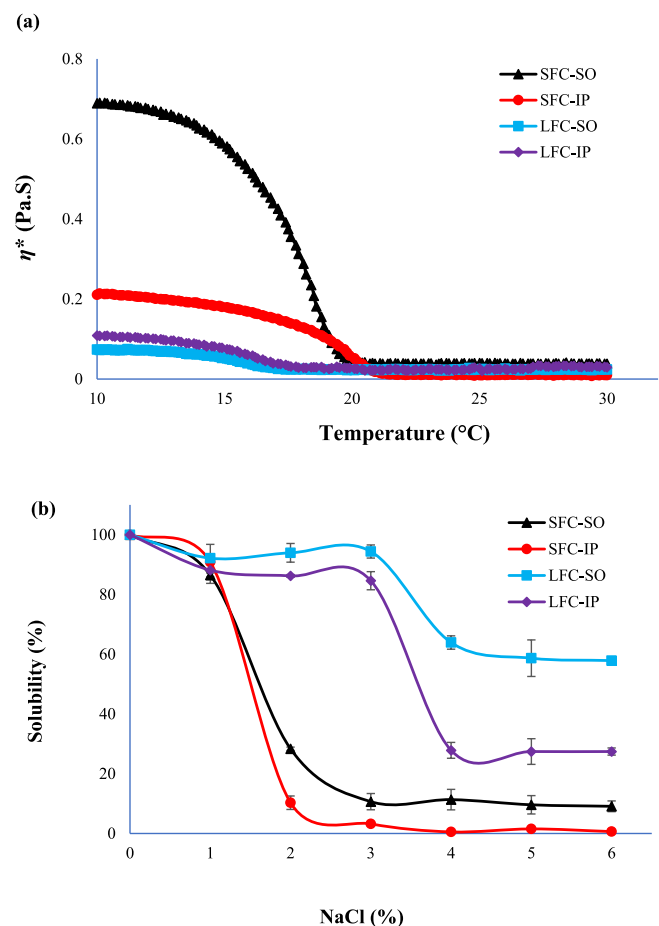 (a)
0.8
0.6
0.4
0.2
0
η* (Pa.S)
SFC-SO
SFC-IP
LFC-SO
LFC-IP
10 15 20 25 30
Temperature (°C)
(b)
100
80
60
40
20
0
Solubility (%)
SFC-SO
SFC-IP
LFC-SO
LFC-IP
0 1 2 3 4 5 6
NaCl (%)